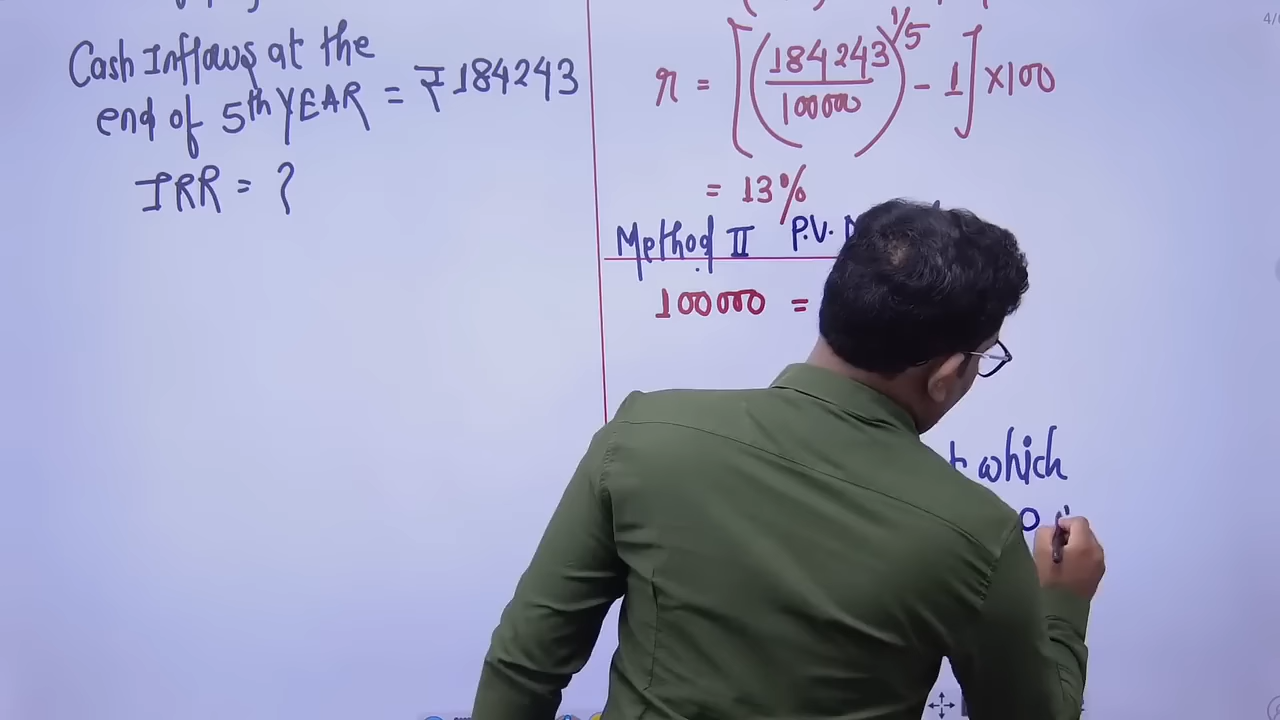 Cash Inflows at the
end of 5th YEAR = ₹184243
IRR = ?
r = [(184243/100000)^1/5 - 1] ×100
= 13%
Method II P.V.
100000 =
which